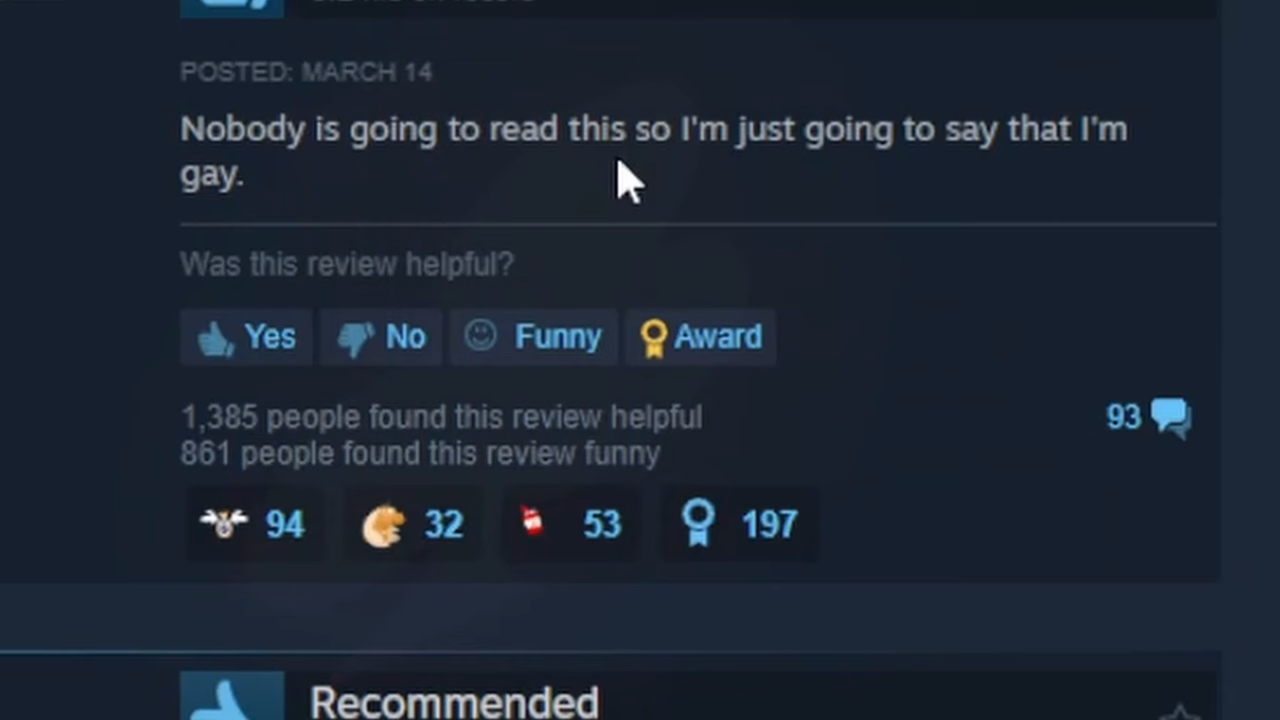 POSTED: MARCH 14
Nobody is going to read this so I'm just going to say that I'm
gay.
Was this review helpful?
Yes No Funny Award
1,385 people found this review helpful 93
861 people found this review funny
94 32 53 197
Recommended